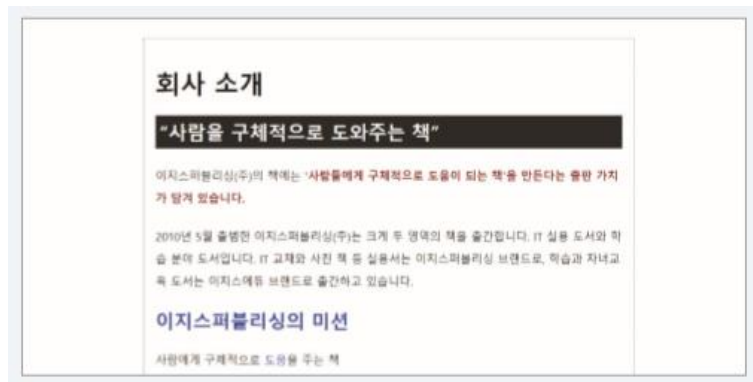 회사 소개
“사람을 구체적으로 도와주는 책”
이지스퍼블리싱(주)의 책에는 '사람들에게 구체적으로 도움이 되는 책'을 만든다는 출판 가치
가 담겨 있습니다.
2010년 5월 출범한 이지스퍼블리싱(주)는 크게 두 영역의 책을 출간합니다. IT 실용 도서와 학
습 분야 도서입니다. IT 교재와 사진 책 등 실용서는 이지스퍼블리싱 브랜드로, 학습과 자녀교
육 도서는 이지스에듀 브랜드로 출간하고 있습니다.
이지스퍼블리싱의 미션
사람에게 구체적으로 도움을 주는 책